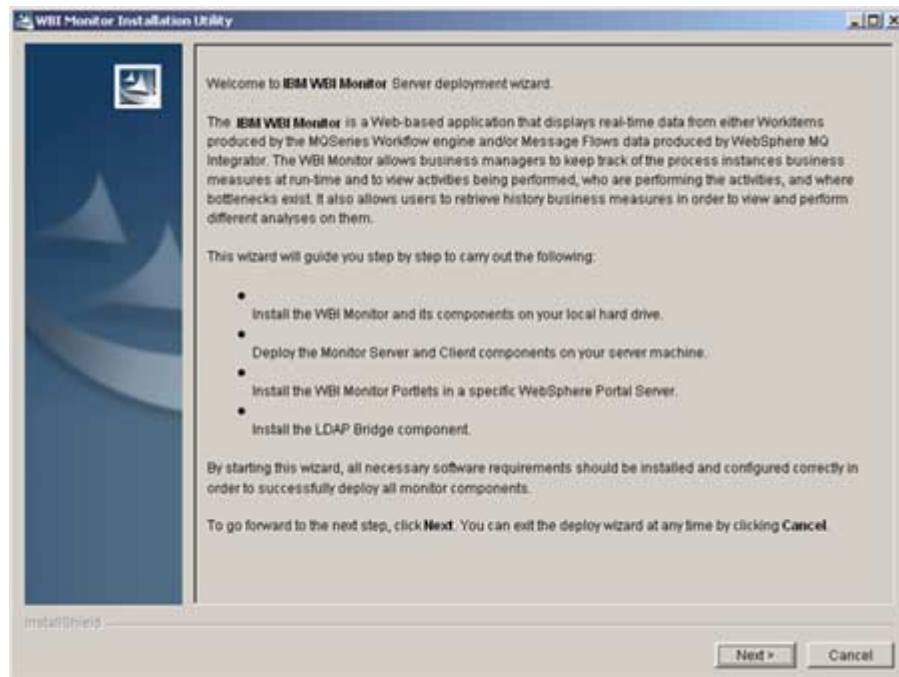 WBI Monitor Installation Utility
Welcome to IBM WBI Monitor Server deployment wizard.
The IBM WBI Monitor is a Web-based application that displays real-time data from either Workitems
produced by the MQSeries Workflow engine and/or Message Flows data produced by WebSphere MQ
Integrator. The WBI Monitor allows business managers to keep track of the process instances business
measures at run-time and to view activities being performed, who are performing the activities, and where
bottlenecks exist. It also allows users to retrieve history business measures in order to view and perform
different analyses on them.
This wizard will guide you step by step to carry out the following:
Install the WBI Monitor and its components on your local hard drive.
Deploy the Monitor Server and Client components on your server machine.
Install the WBI Monitor Portlets in a specific WebSphere Portal Server.
Install the LDAP Bridge component.
By starting this wizard, all necessary software requirements should be installed and configured correctly in
order to successfully deploy all monitor components.
To go forward to the next step, click Next. You can exit the deploy wizard at any time by clicking Cancel.
InstallShield
Next >
Cancel